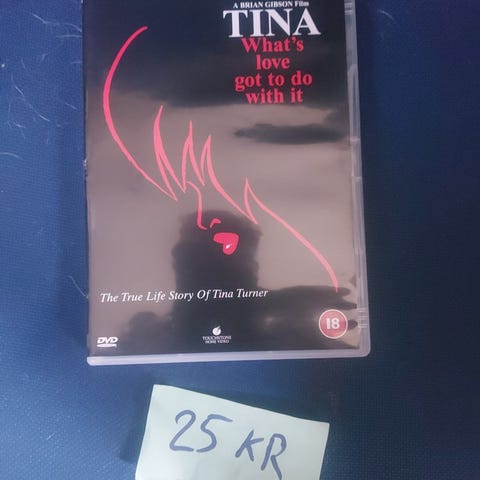 A BRIAN GIBSON Film
TINA
What's
love
got to do
with it
The True Life Story Of Tina Turner
18
DVD
TOUCHSTONE
HOME VIDEO
25 KR